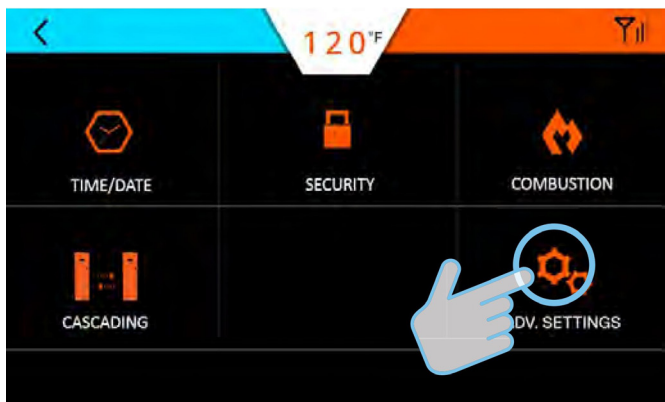 120°F
TIME/DATE
SECURITY
COMBUSTION
CASCADING
DV. SETTINGS